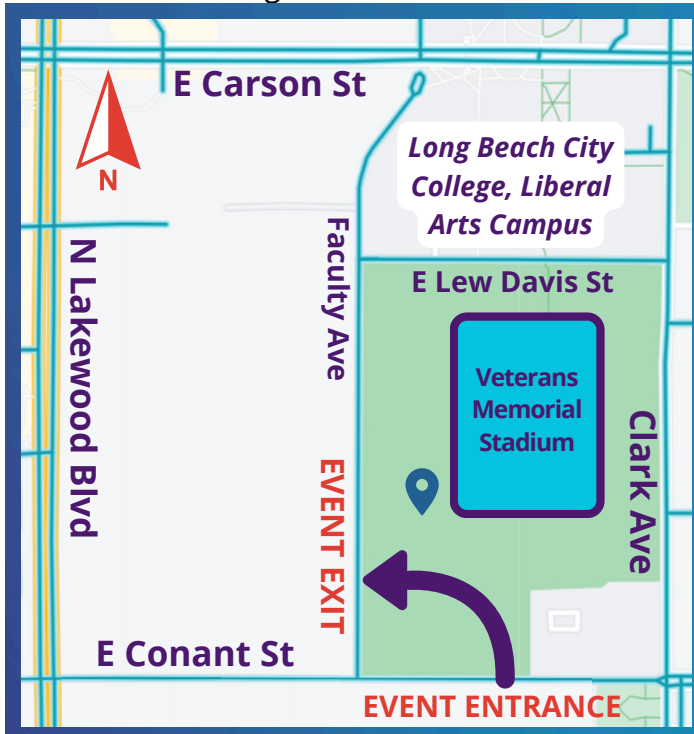 E Carson St
N
Long Beach City
College, Liberal
Arts Campus
N Lakewood Blvd
Faculty Ave
E Lew Davis St
Veterans
Memorial
Stadium
Clark Ave
EVENT EXIT
E Conant St
EVENT ENTRANCE